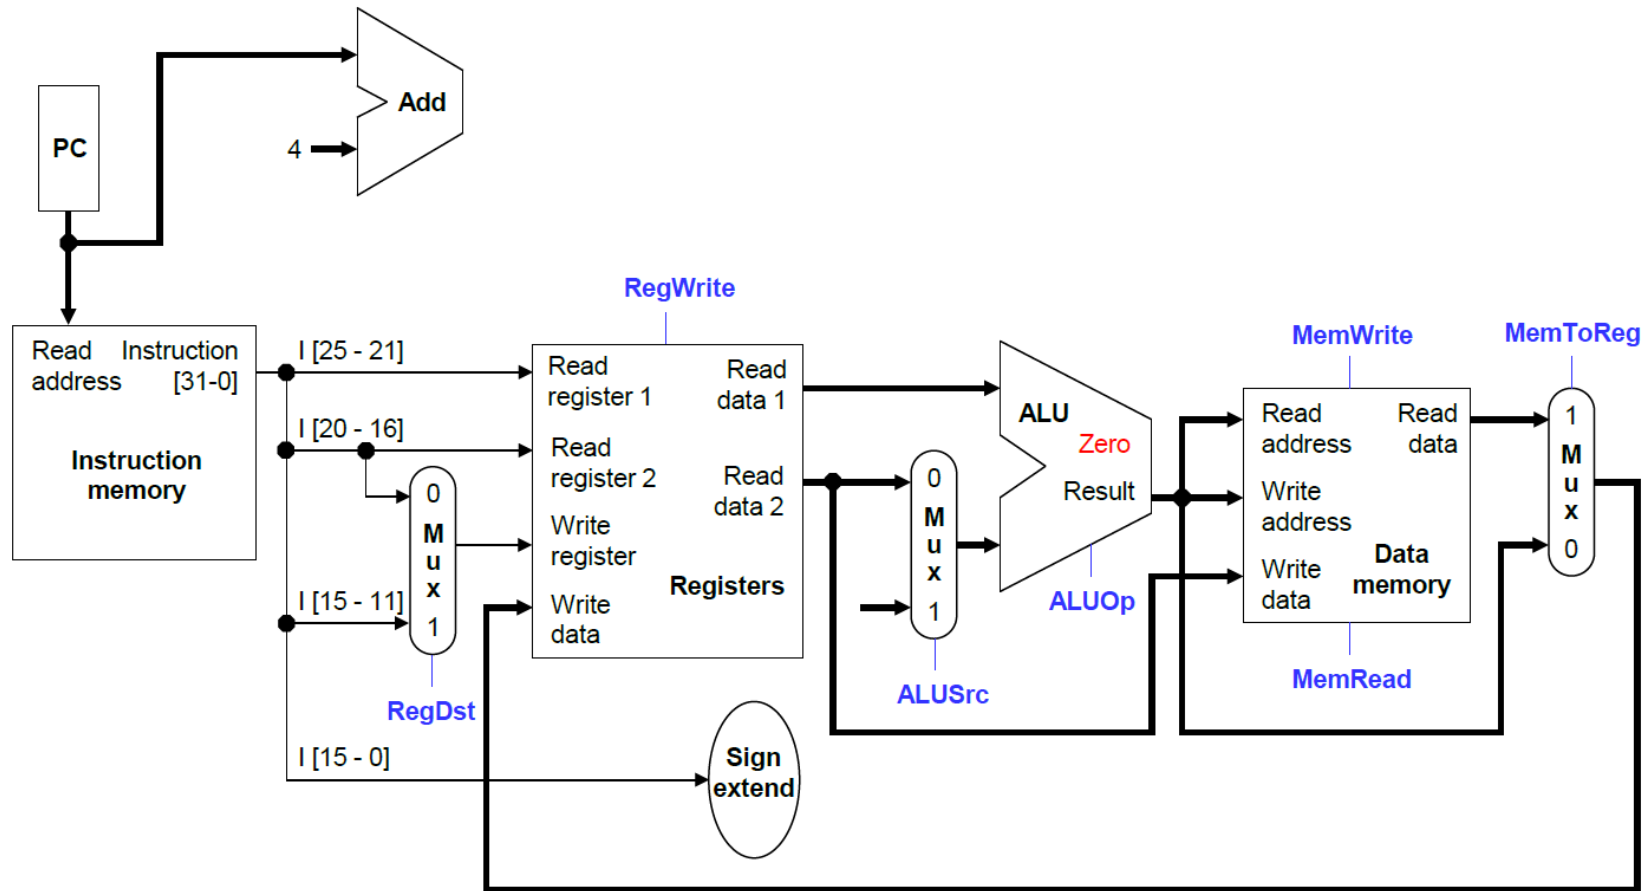 Add
PC
4
RegWrite
MemWrite
MemToReg
Read Instruction
address [31-0]
Instruction
memory
I [25 - 21]
I [20 - 16]
I [15 - 11]
I [15 - 0]
0
M
u
x
1
RegDst
Read
register 1
Read
register 2
Write
register
Write
data
Read
data 1
Read
data 2
Registers
Sign
extend
0
M
u
x
1
ALUSrc
ALU
Zero
Result
ALUOp
Read
address
Write
address
Write
data
Read
data
Data
memory
MemRead
1
M
u
x
0